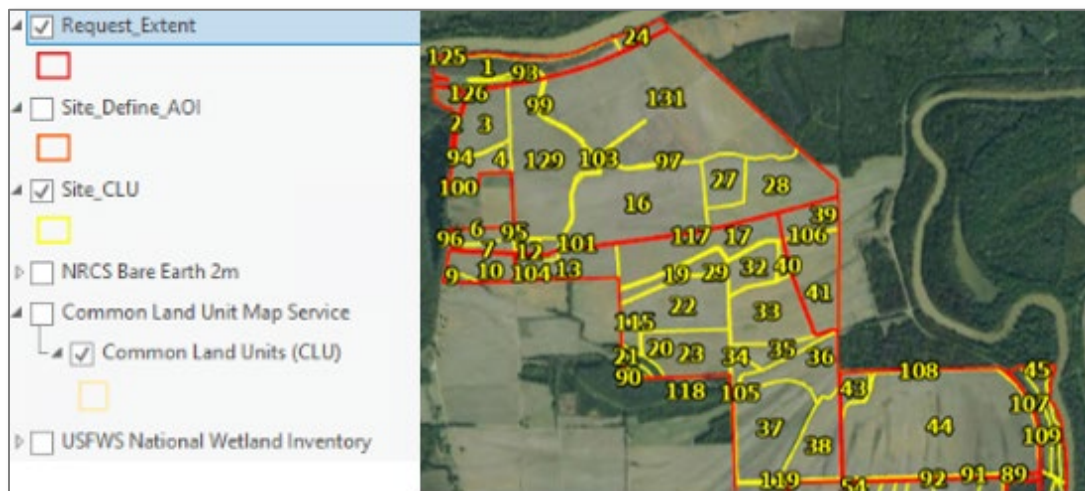 Request_Extent
Site_Define_AOI
Site_CLU
NRCS Bare Earth 2m
Common Land Unit Map Service
Common Land Units (CLU)
USFWS National Wetland Inventory
24
125 1 93
126 99 131
2 3
94 4 129 103 97
100 27 28
16
39
96 6 95 101 117 17 106
7 12
9 10 104 13 19 29 32 40
41
22 33
115
21 20 23 34 35 36
90 118 105 43 108 45
107
37 44 109
38
119 54 92 91 89